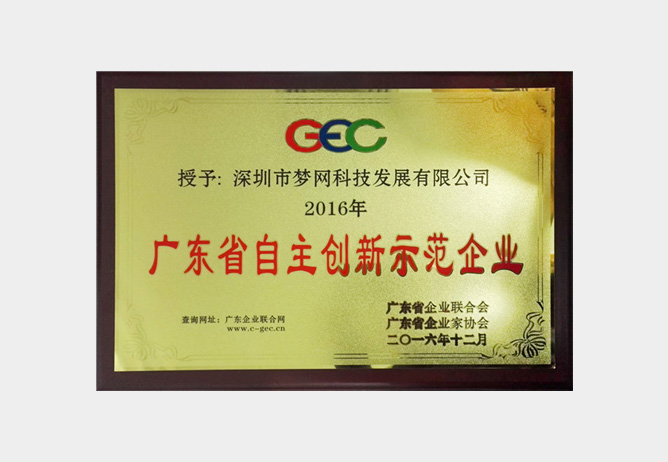 GEC
授予: 深圳市梦网科技发展有限公司
2016年
广东省自主创新示范企业
查询网址: 广东企业联合网
www.c-gec.cn
广东省企业联合会
广东省企业家协会
二〇一六年十二月